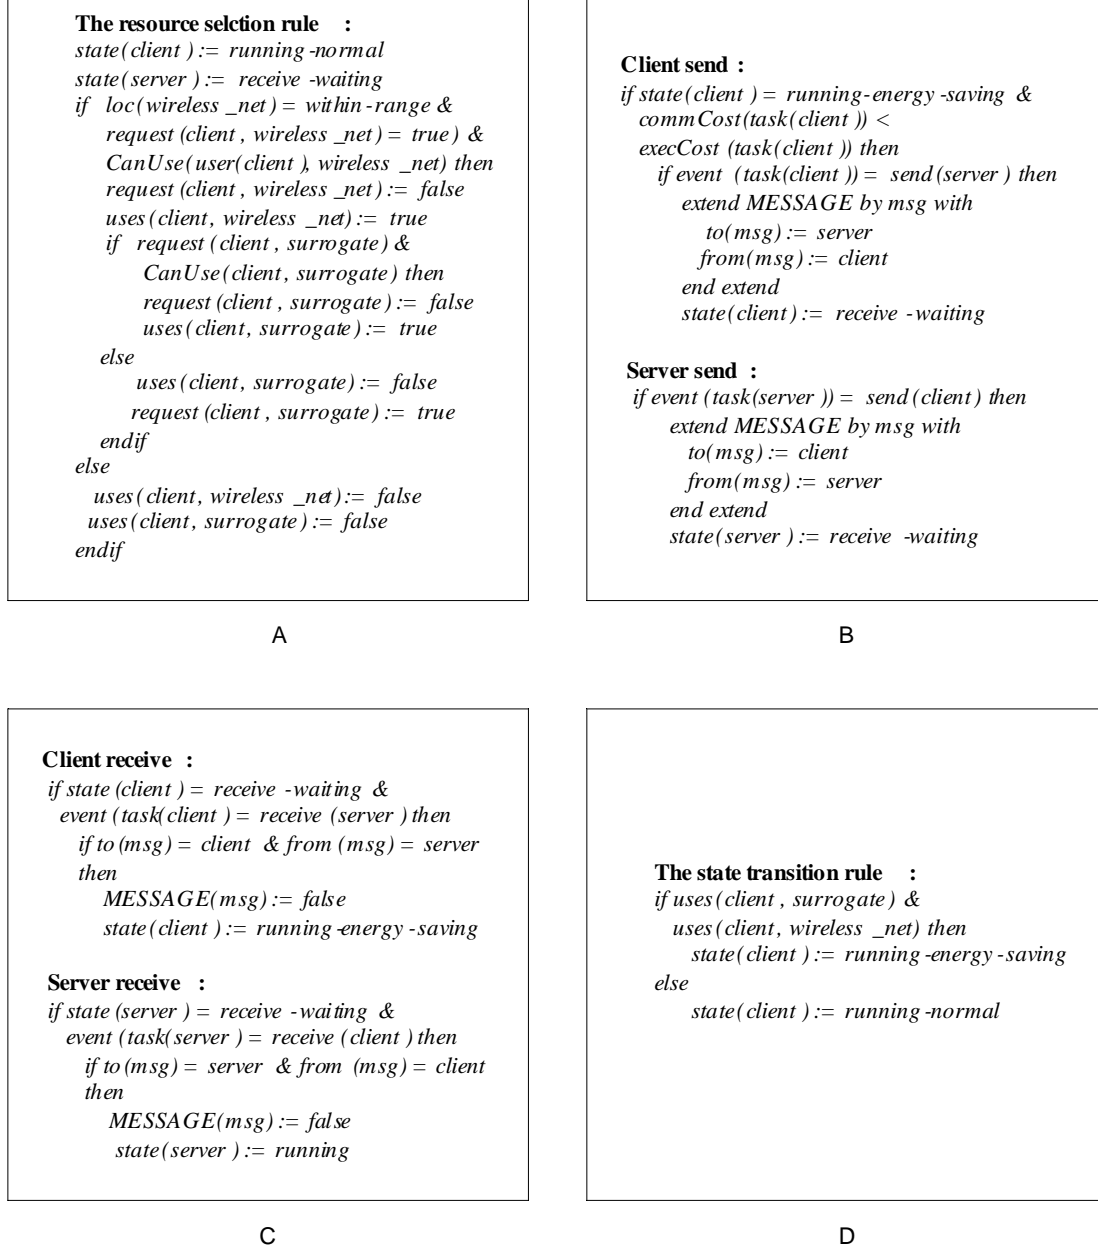 The resource selction rule :
state(client) := running-normal
state(server) := receive-waiting
if loc(wireless_net) = within-range &
request(client, wireless_net) = true) &
CanUse(user(client), wireless_net) then
request(client, wireless_net) := false
uses(client, wireless_net) := true
if request(client, surrogate) &
CanUse(client, surrogate) then
request(client, surrogate) := false
uses(client, surrogate) := true
else
uses(client, surrogate) := false
request(client, surrogate) := true
endif
else
uses(client, wireless_net) := false
uses(client, surrogate) := false
endif
A
Client send :
if state(client) = running-energy-saving &
commCost(task(client)) <
execCost(task(client)) then
if event (task(client)) = send(server) then
extend MESSAGE by msg with
to(msg) := server
from(msg) := client
end extend
state(client) := receive-waiting
Server send :
if event (task(server)) = send(client) then
extend MESSAGE by msg with
to(msg) := client
from(msg) := server
end extend
state(server) := receive-waiting
B
Client receive :
if state(client) = receive-waiting &
event (task(client) = receive(server) then
if to(msg) = client & from(msg) = server
then
MESSAGE(msg) := false
state(client) := running-energy-saving
Server receive :
if state(server) = receive-waiting &
event (task(server) = receive(client) then
if to(msg) = server & from (msg) = client
then
MESSAGE(msg) := false
state(server) := running
C
The state transition rule :
if uses(client, surrogate) &
uses(client, wireless_net) then
state(client) := running-energy-saving
else
state(client) := running-normal
D